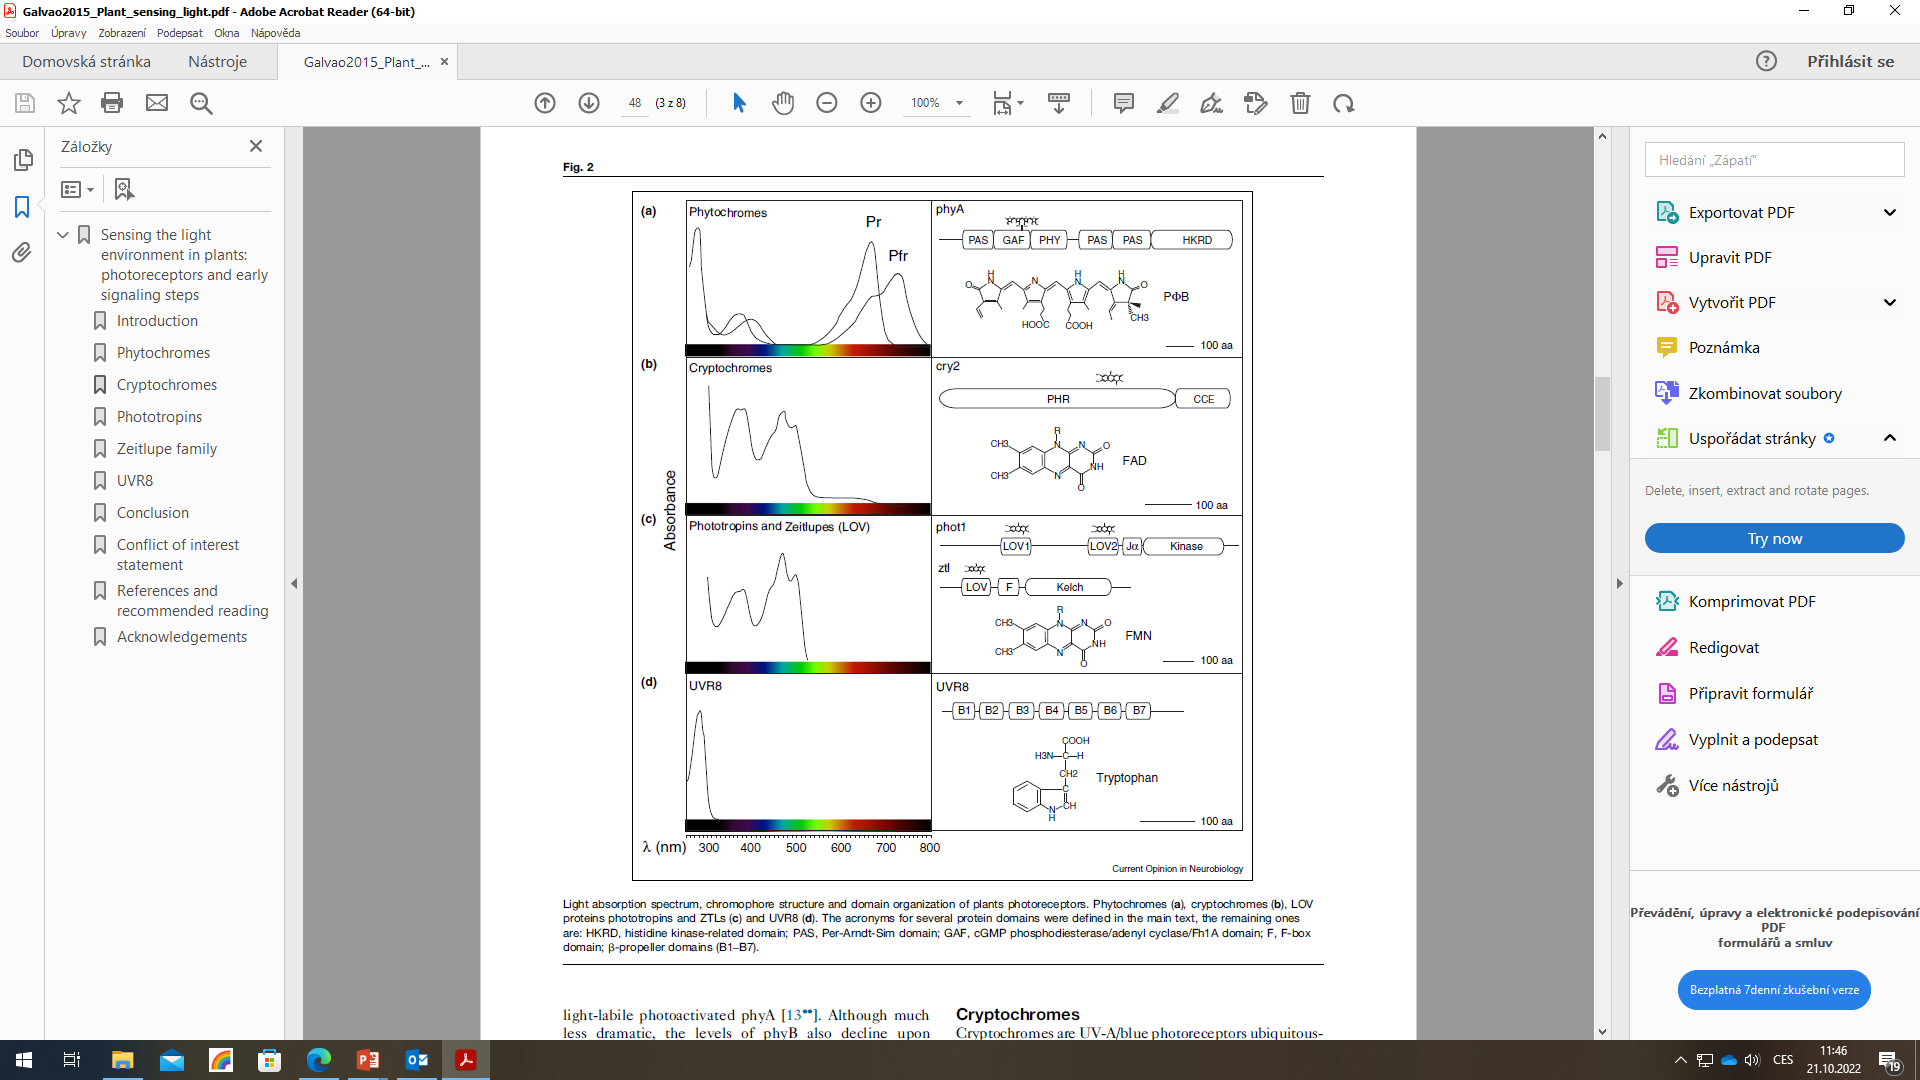 Galvao2015_Plant_sensing_light.pdf - Adobe Acrobat Reader (64-bit)
Soubor Úpravy Zobrazení Podepsat Okna Nápověda
Domovská stránka Nástroje Galvao2015_Plant_... × Přihlásit se
48 (3 z 8) 100%
Záložky
Sensing the light
environment in plants:
photoreceptors and early
signaling steps
Introduction
Phytochromes
Cryptochromes
Phototropins
Zeitlupe family
UVR8
Conclusion
Conflict of interest
statement
References and
recommended reading
Acknowledgements
Fig. 2
Absorbance
(a)
Phytochromes
Pr
Pfr
phyA
PAS GAF PHY PAS PAS HKRD
H N H H
O N N N N O
PΦB
HOOC COOH CH3
100 aa
(b)
Cryptochromes
cry2
PHR CCE
R
CH3 N N O
NH
CH3 N O
FAD
100 aa
(c)
Phototropins and Zeitlupes (LOV)
phot1
LOV1 LOV2 Jα Kinase
ztl
LOV F Kelch
R
CH3 N N O
NH
CH3 N O
FMN
100 aa
(d)
UVR8
UVR8
B1 B2 B3 B4 B5 B6 B7
COOH
H3N C H
CH2
C
CH
N
H
Tryptophan
100 aa
λ (nm) 300 400 500 600 700 800
Current Opinion in Neurobiology
Light absorption spectrum, chromophore structure and domain organization of plants photoreceptors. Phytochromes (a), cryptochromes (b), LOV
proteins phototropins and ZTLs (c) and UVR8 (d). The acronyms for several protein domains were defined in the main text, the remaining ones
are: HKRD, histidine kinase-related domain; PAS, Per-Arndt-Sim domain; GAF, cGMP phosphodiesterase/adenyl cyclase/Fh1A domain; F, F-box
domain; β-propeller domains (B1–B7).
light-labile photoactivated phyA [13••]. Although much
less dramatic, the levels of phyB also decline upon
Cryptochromes
Cryptochromes are UV-A/blue photoreceptors ubiquitous-
Hledání „Zápatí"
Exportovat PDF
Upravit PDF
Vytvořit PDF
Poznámka
Zkombinovat soubory
Uspořádat stránky
Delete, insert, extract and rotate pages.
Try now
Komprimovat PDF
Redigovat
Připravit formulář
Vyplnit a podepsat
Více nástrojů
Převádění, úpravy a elektronické podepisování
PDF
formulářů a smluv
Bezplatná 7denní zkušební verze
CES
11:46
21.10.2022
19